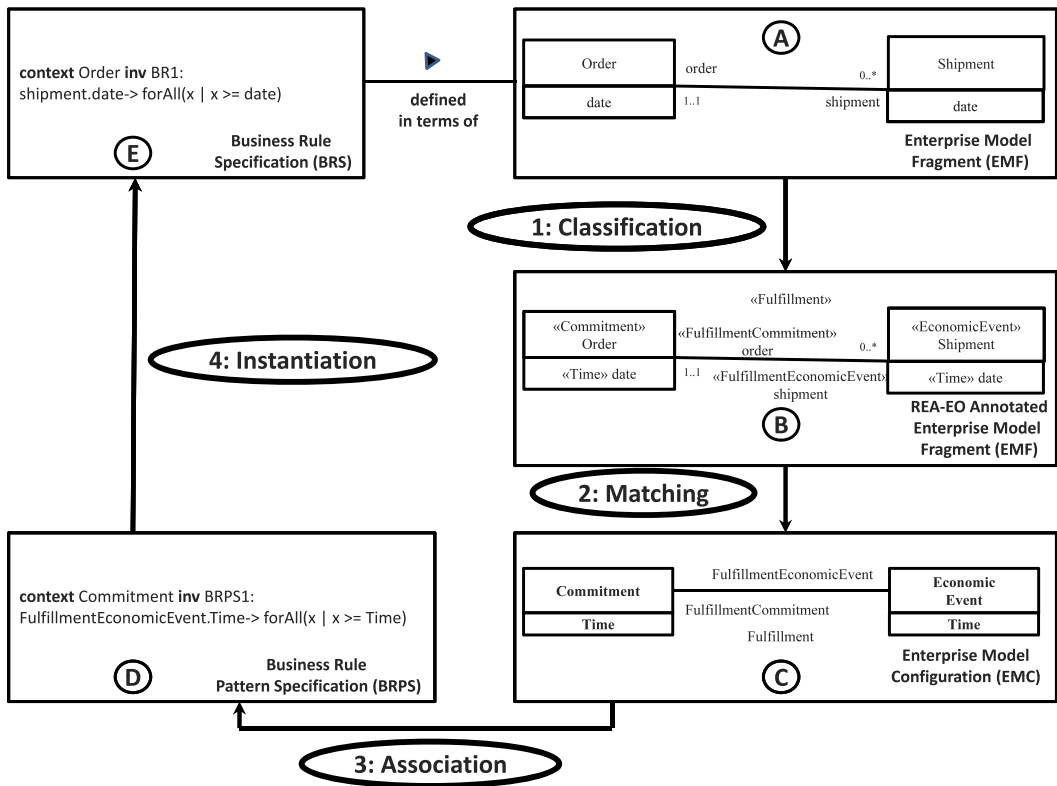 context Order inv BR1:
shipment.date-> forAll(x | x >= date)
E
Business Rule
Specification (BRS)
defined
in terms of
A
Order
date
order
1..1
0..*
shipment
Shipment
date
Enterprise Model
Fragment (EMF)
1: Classification
«Fulfillment»
«Commitment»
Order
«Time» date
«FulfillmentCommitment»
order
0..*
1..1
«FulfillmentEconomicEvent»
shipment
«EconomicEvent»
Shipment
«Time» date
B
REA-EO Annotated
Enterprise Model
Fragment (EMF)
4: Instantiation
2: Matching
context Commitment inv BRPS1:
FulfillmentEconomicEvent.Time-> forAll(x | x >= Time)
D
Business Rule
Pattern Specification (BRPS)
Commitment
Time
FulfillmentEconomicEvent
FulfillmentCommitment
Fulfillment
Economic
Event
Time
C
Enterprise Model
Configuration (EMC)
3: Association